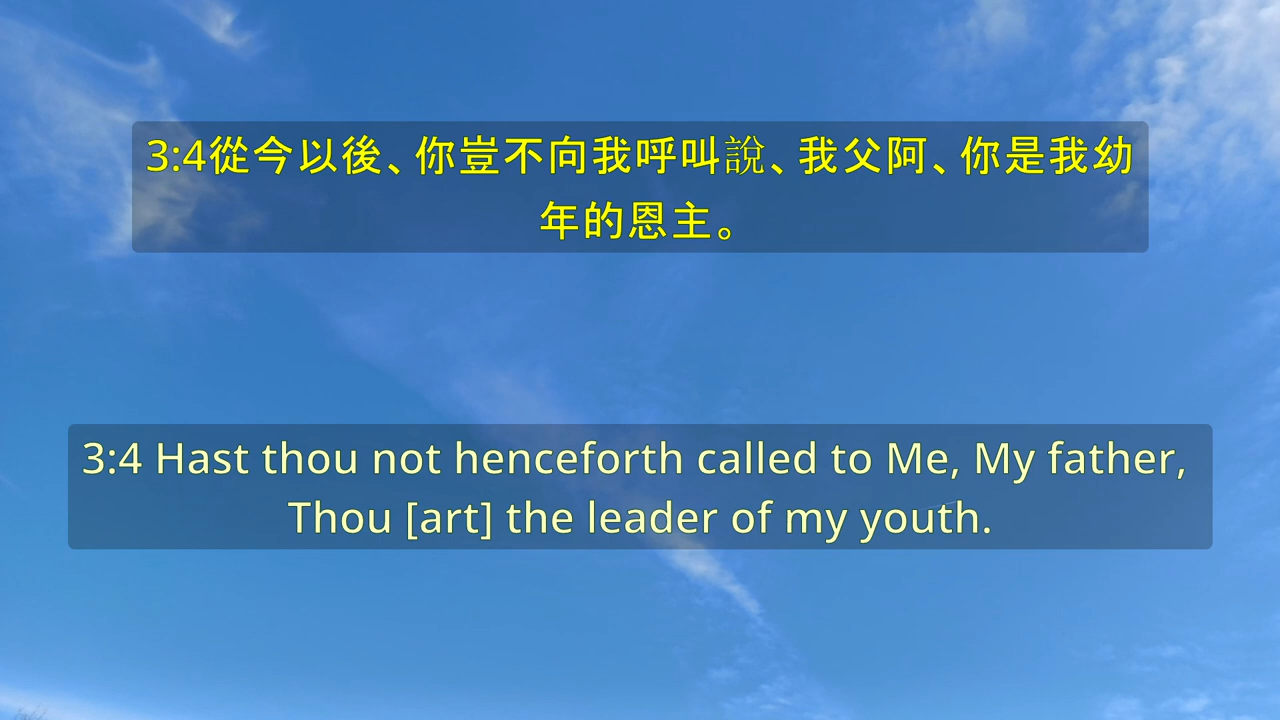 3:4從今以後、你豈不向我呼叫說、我父阿、你是我幼
年的恩主。
3:4 Hast thou not henceforth called to Me, My father,
Thou [art] the leader of my youth.